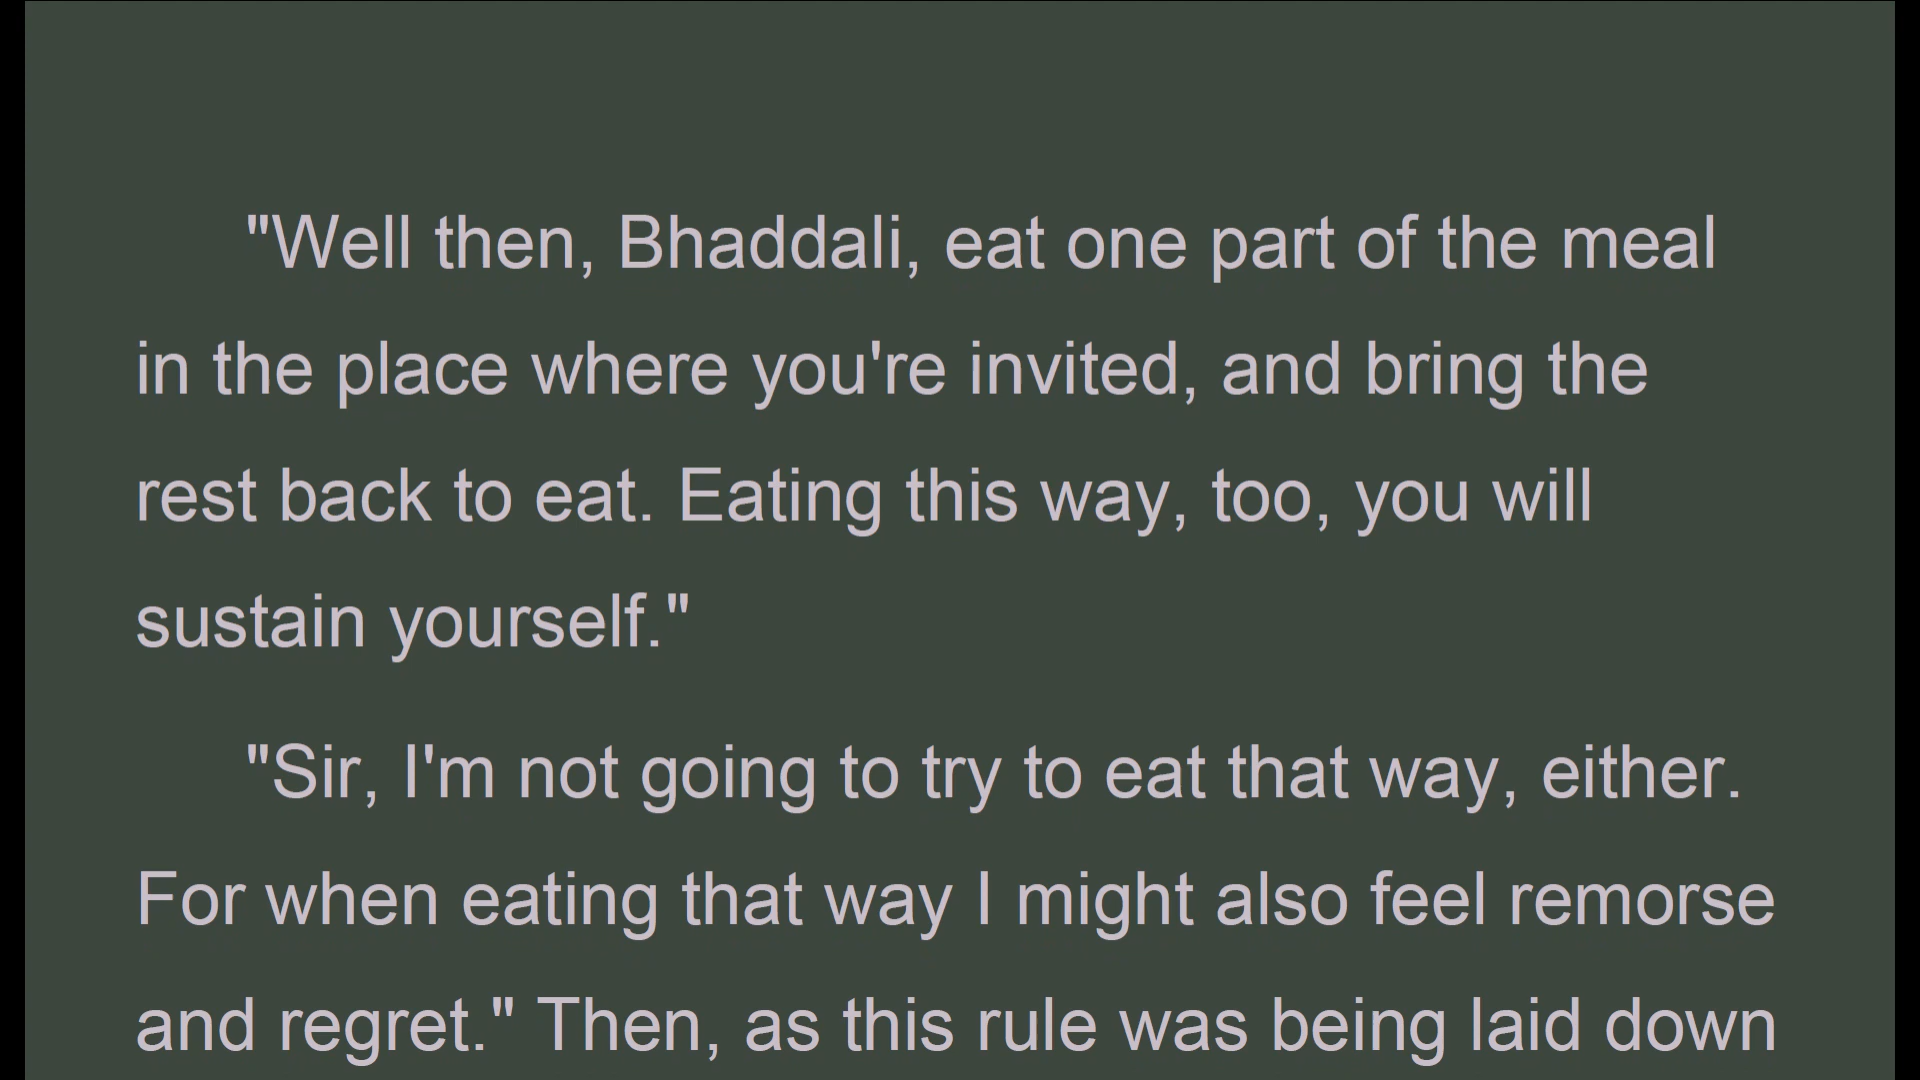 "Well then, Bhaddali, eat one part of the meal
in the place where you're invited, and bring the
rest back to eat. Eating this way, too, you will
sustain yourself."
"Sir, I'm not going to try to eat that way, either.
For when eating that way I might also feel remorse
and regret." Then, as this rule was being laid down